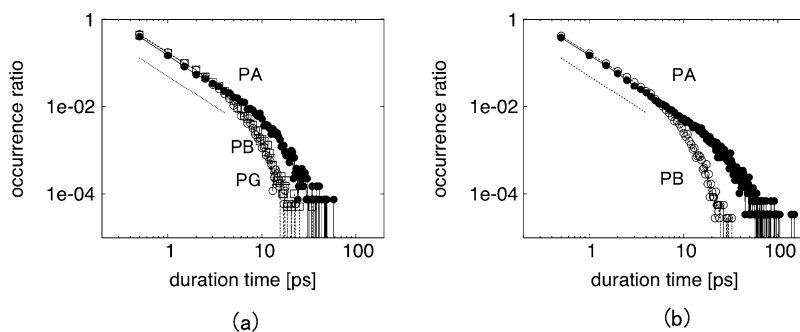 1
1e-02
1e-04
occurrence ratio
PA
PB
PG
1 10 100
duration time [ps]
(a)
1
1e-02
1e-04
occurrence ratio
PA
PB
1 10 100
duration time [ps]
(b)